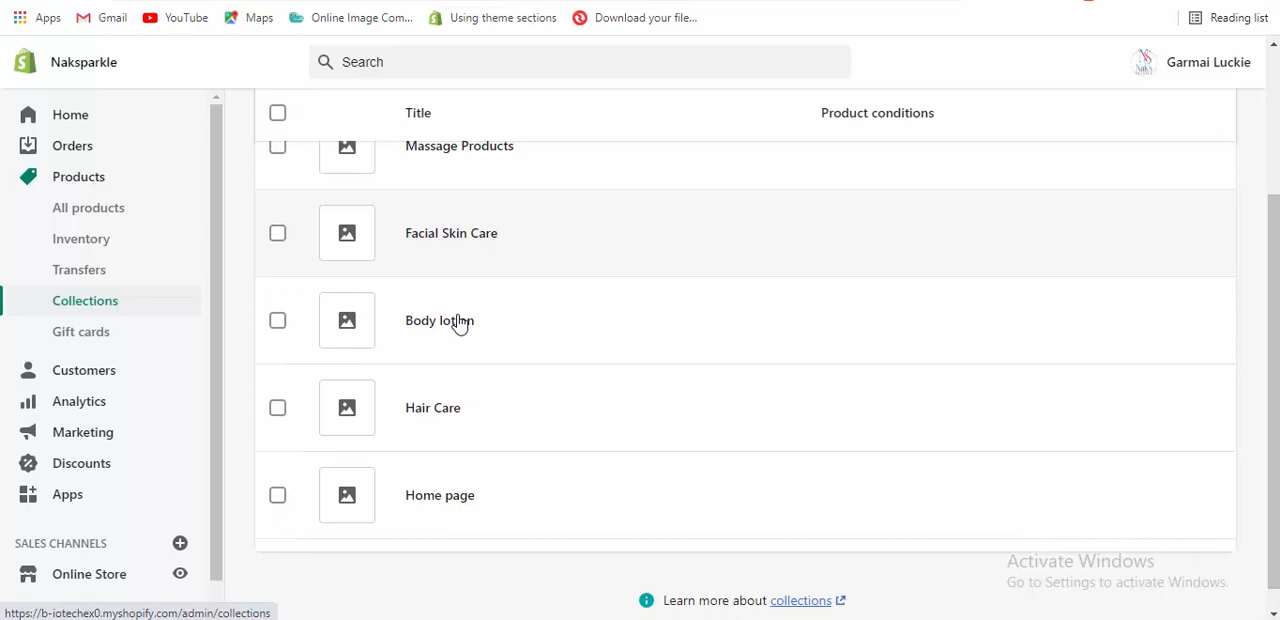 Apps Gmail YouTube Maps Online Image Com... Using theme sections Download your file... Reading list
Naksparkle Search Garmai Luckie
Home
Orders
Products
All products
Inventory
Transfers
Collections
Gift cards
Customers
Analytics
Marketing
Discounts
Apps
SALES CHANNELS
Online Store
Title Product conditions
Massage Products
Facial Skin Care
Body lotion
Hair Care
Home page
Activate Windows
Go to Settings to activate Windows.
Learn more about collections
https://b-iotechex0.myshopify.com/admin/collections